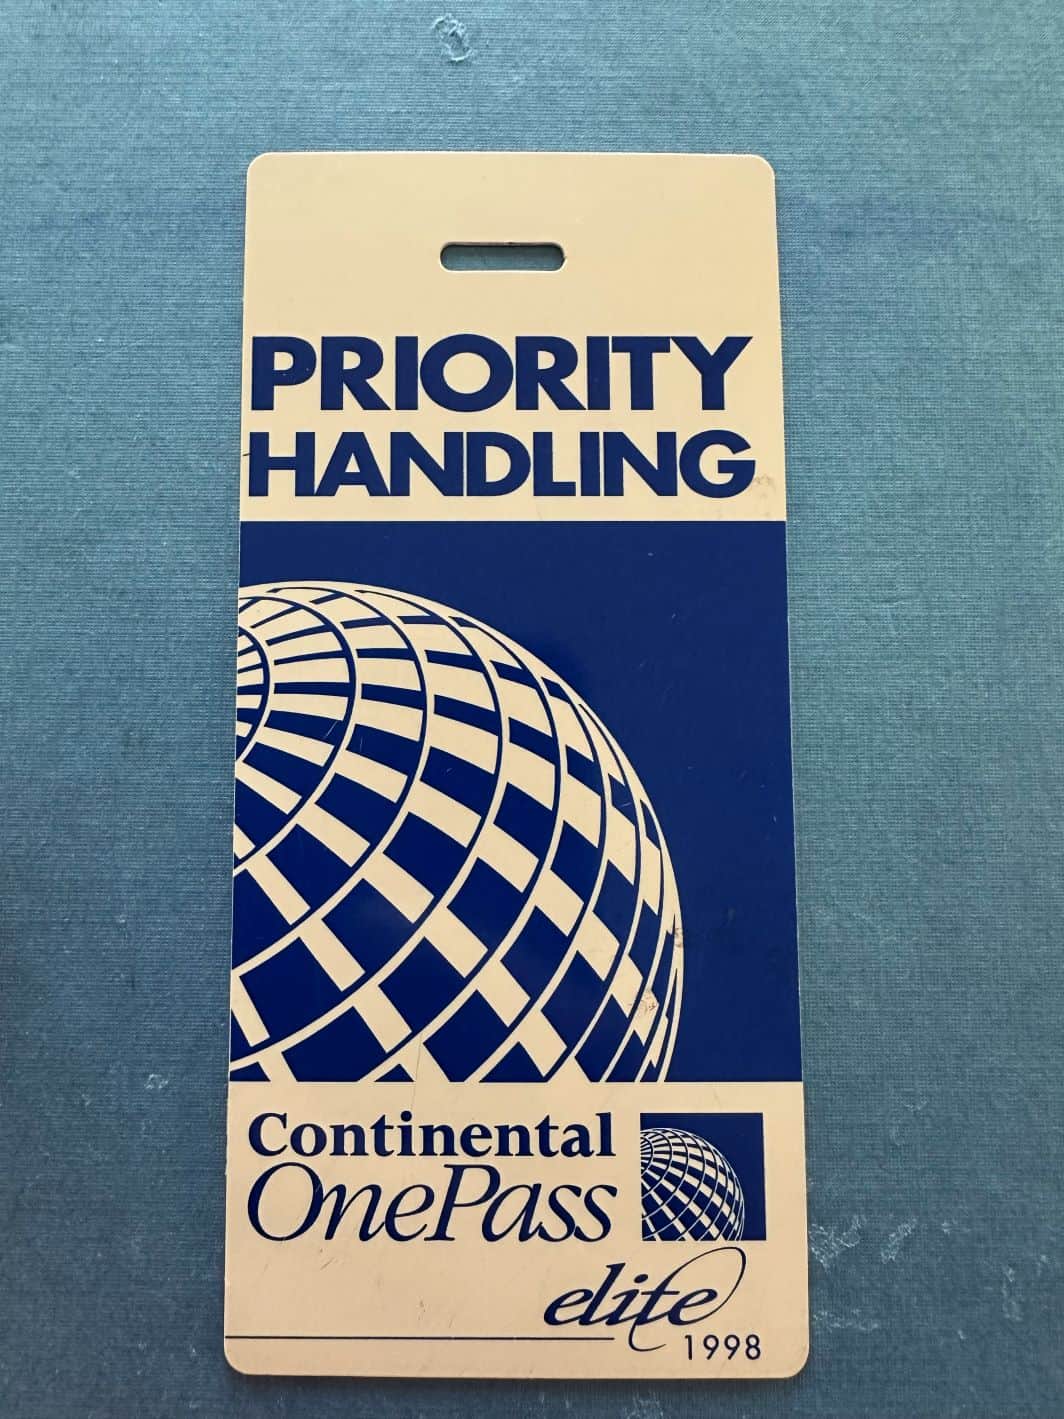 PRIORITY
HANDLING
Continental
OnePass
elite
1998